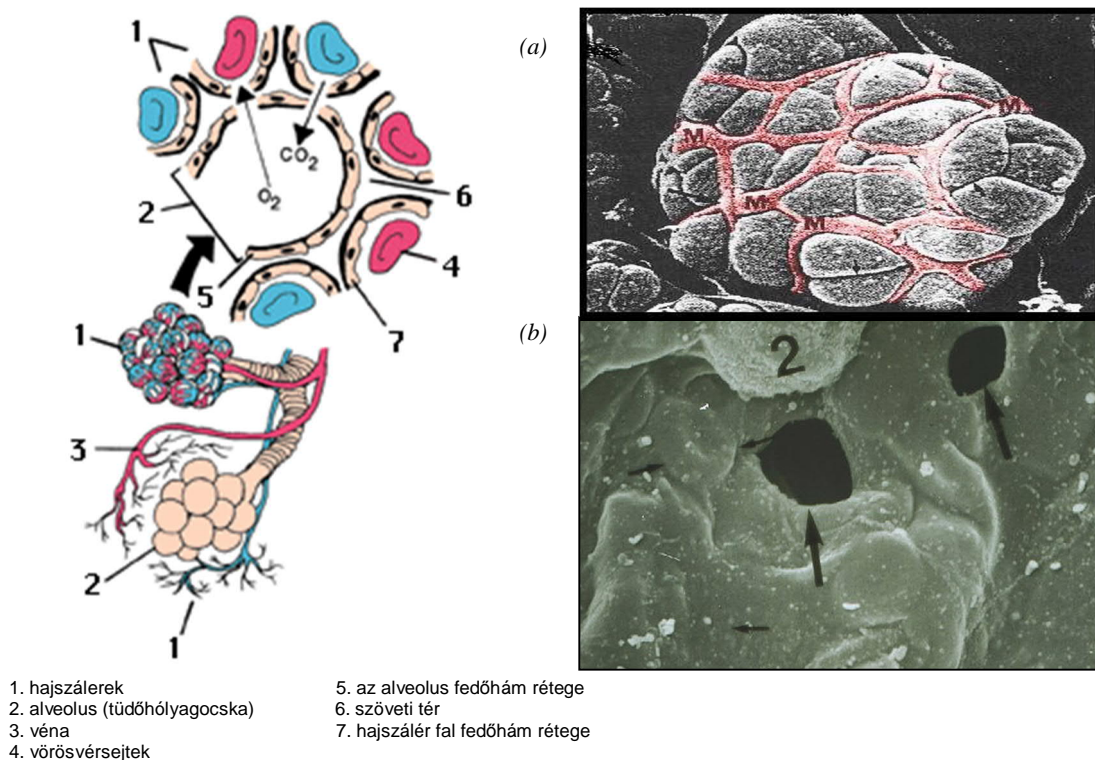 1
(a)
CO2
O2
2
6
4
5
7
1
(b)
3
2
1
M
M
M
M
2
1. hajszálerek
2. alveolus (tüdőhólyagocska)
3. véna
4. vörösvérsejtek
5. az alveolus fedőhám rétege
6. szöveti tér
7. hajszálér fal fedőhám rétege